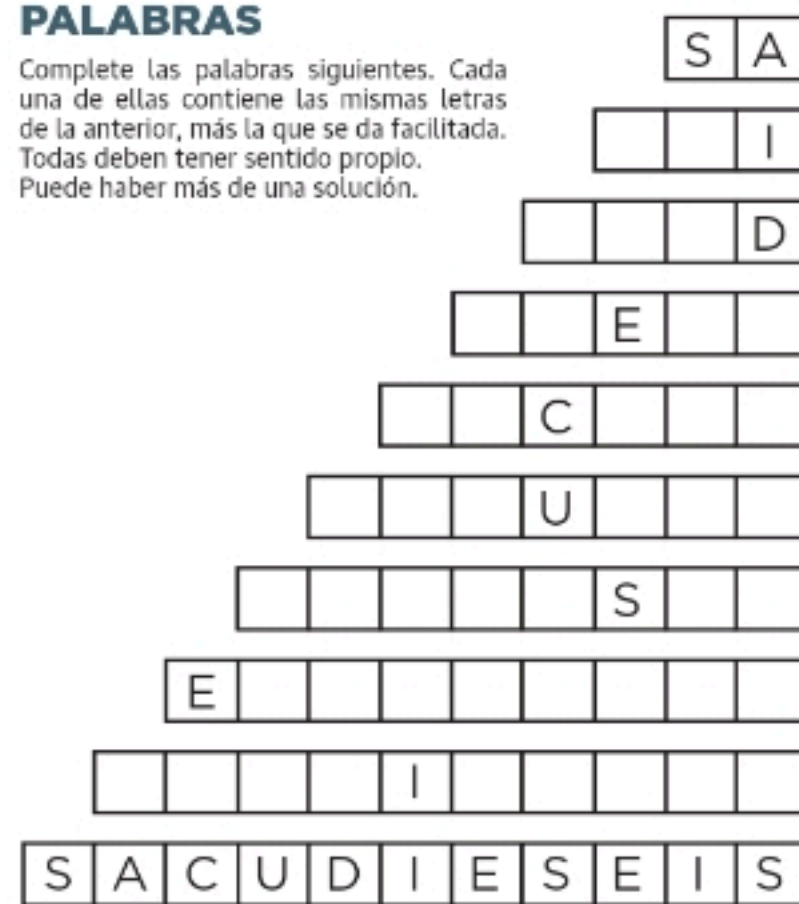 PALABRAS
Complete las palabras siguientes. Cada
una de ellas contiene las mismas letras
de la anterior, más la que se da facilitada.
Todas deben tener sentido propio.
Puede haber más de una solución.
S A
I
D
E
C
U
S
E
I
S A C U D I E S E I S